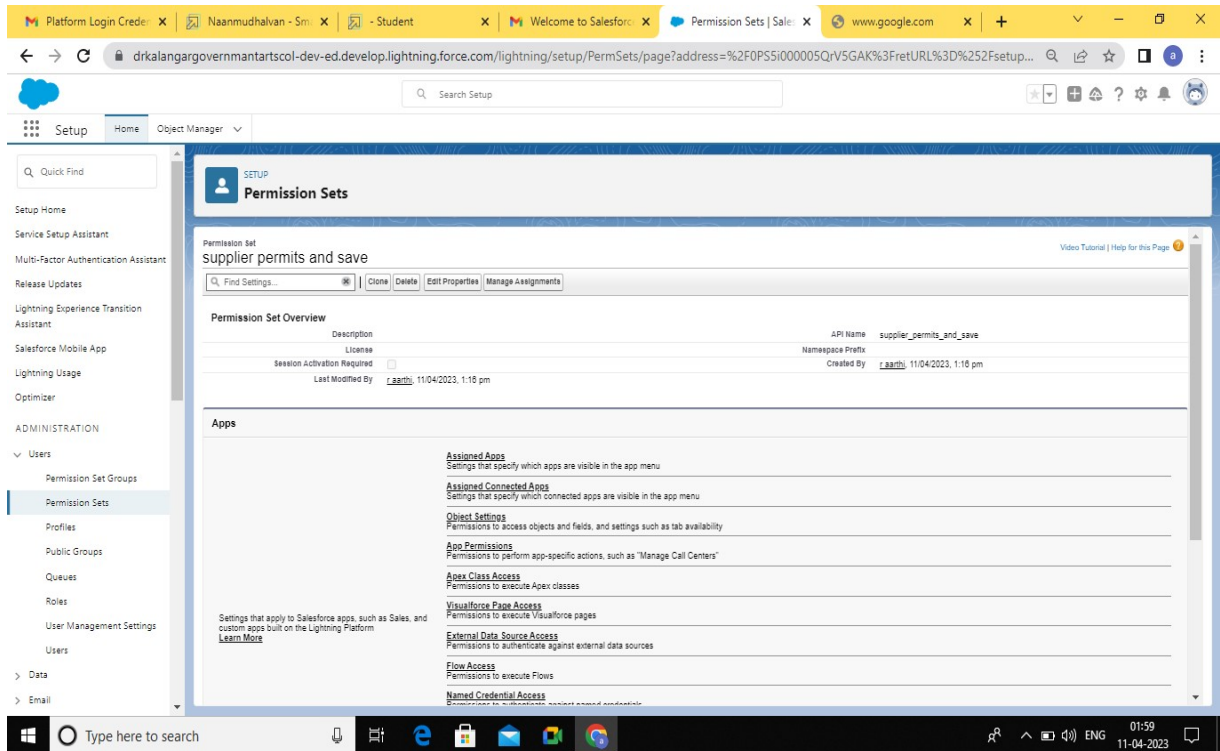 Platform Login Creder
Naanmudhalvan - Sm
- Student
Welcome to Salesforc
Permission Sets | Sale
www.google.com
drkalangargovernmantartscol-dev-ed.develop.lightning.force.com/lightning/setup/PermSets/page?address=%2F0PS5i000005QrV5GAK%3FretURL%3D%252Fsetup...
a
Search Setup
Setup
Home
Object Manager
Quick Find
Setup Home
Service Setup Assistant
Multi-Factor Authentication Assistant
Release Updates
Lightning Experience Transition
Assistant
Salesforce Mobile App
Lightning Usage
Optimizer
ADMINISTRATION
Users
Permission Set Groups
Permission Sets
Profiles
Public Groups
Queues
Roles
User Management Settings
Users
Data
Email
SETUP
Permission Sets
Permission Set
supplier permits and save
Video Tutorial | Help for this Page
Find Settings...
Clone Delete Edit Properties Manage Assignments
Permission Set Overview
Description
API Name supplier_permits_and_save
License
Namespace Prefix
Session Activation Required
Created By r aarthi, 11/04/2023, 1:16 pm
Last Modified By r aarthi, 11/04/2023, 1:16 pm
Apps
Settings that apply to Salesforce apps, such as Sales, and
custom apps built on the Lightning Platform
Learn More
Assigned Apps
Settings that specify which apps are visible in the app menu
Assigned Connected Apps
Settings that specify which connected apps are visible in the app menu
Object Settings
Permissions to access objects and fields, and settings such as tab availability
App Permissions
Permissions to perform app-specific actions, such as "Manage Call Centers"
Apex Class Access
Permissions to execute Apex classes
Visualforce Page Access
Permissions to execute Visualforce pages
External Data Source Access
Permissions to authenticate against external data sources
Flow Access
Permissions to execute Flows
Named Credential Access
Permissions to authenticate against named credentials
Type here to search
ENG
01:59
11-04-2023